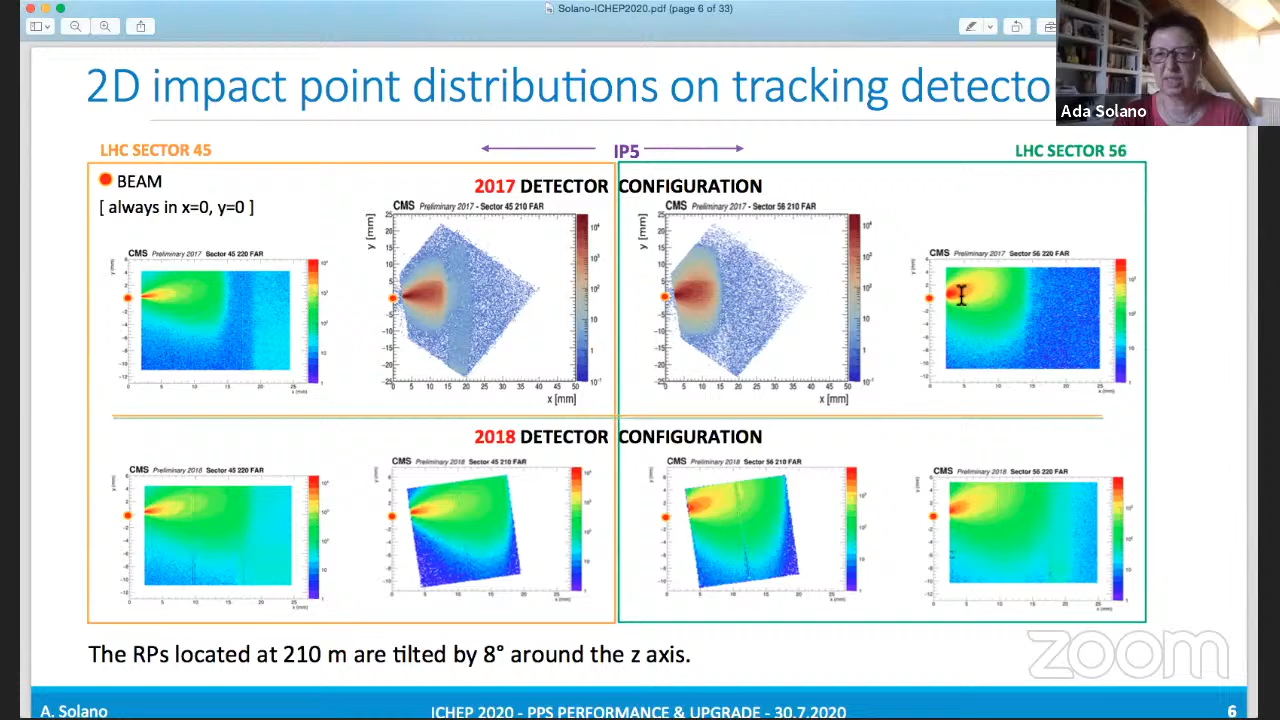 Solano-ICHEP2020.pdf (page 6 of 33)
2D impact point distributions on tracking detecto
Ada Solano
LHC SECTOR 45
IP5
LHC SECTOR 56
BEAM
[ always in x=0, y=0 ]
2017 DETECTOR CONFIGURATION
CMS Preliminary 2017 - Sector 45 210 FAR
CMS Preliminary 2017 - Sector 56 210 FAR
CMS Preliminary 2017 Sector 45 220 FAR
CMS Preliminary 2017 Sector 56 220 FAR
y [mm]
y [mm]
x [mm]
x [mm]
2018 DETECTOR CONFIGURATION
CMS Preliminary 2018 Sector 45 220 FAR
CMS Preliminary 2018 Sector 45 210 FAR
CMS Preliminary 2018 Sector 56 210 FAR
CMS Preliminary 2018 Sector 56 220 FAR
The RPs located at 210 m are tilted by 8° around the z axis.
zoom
A. Solano
ICHEP 2020 - PPS PERFORMANCE & UPGRADE - 30.7.2020
6